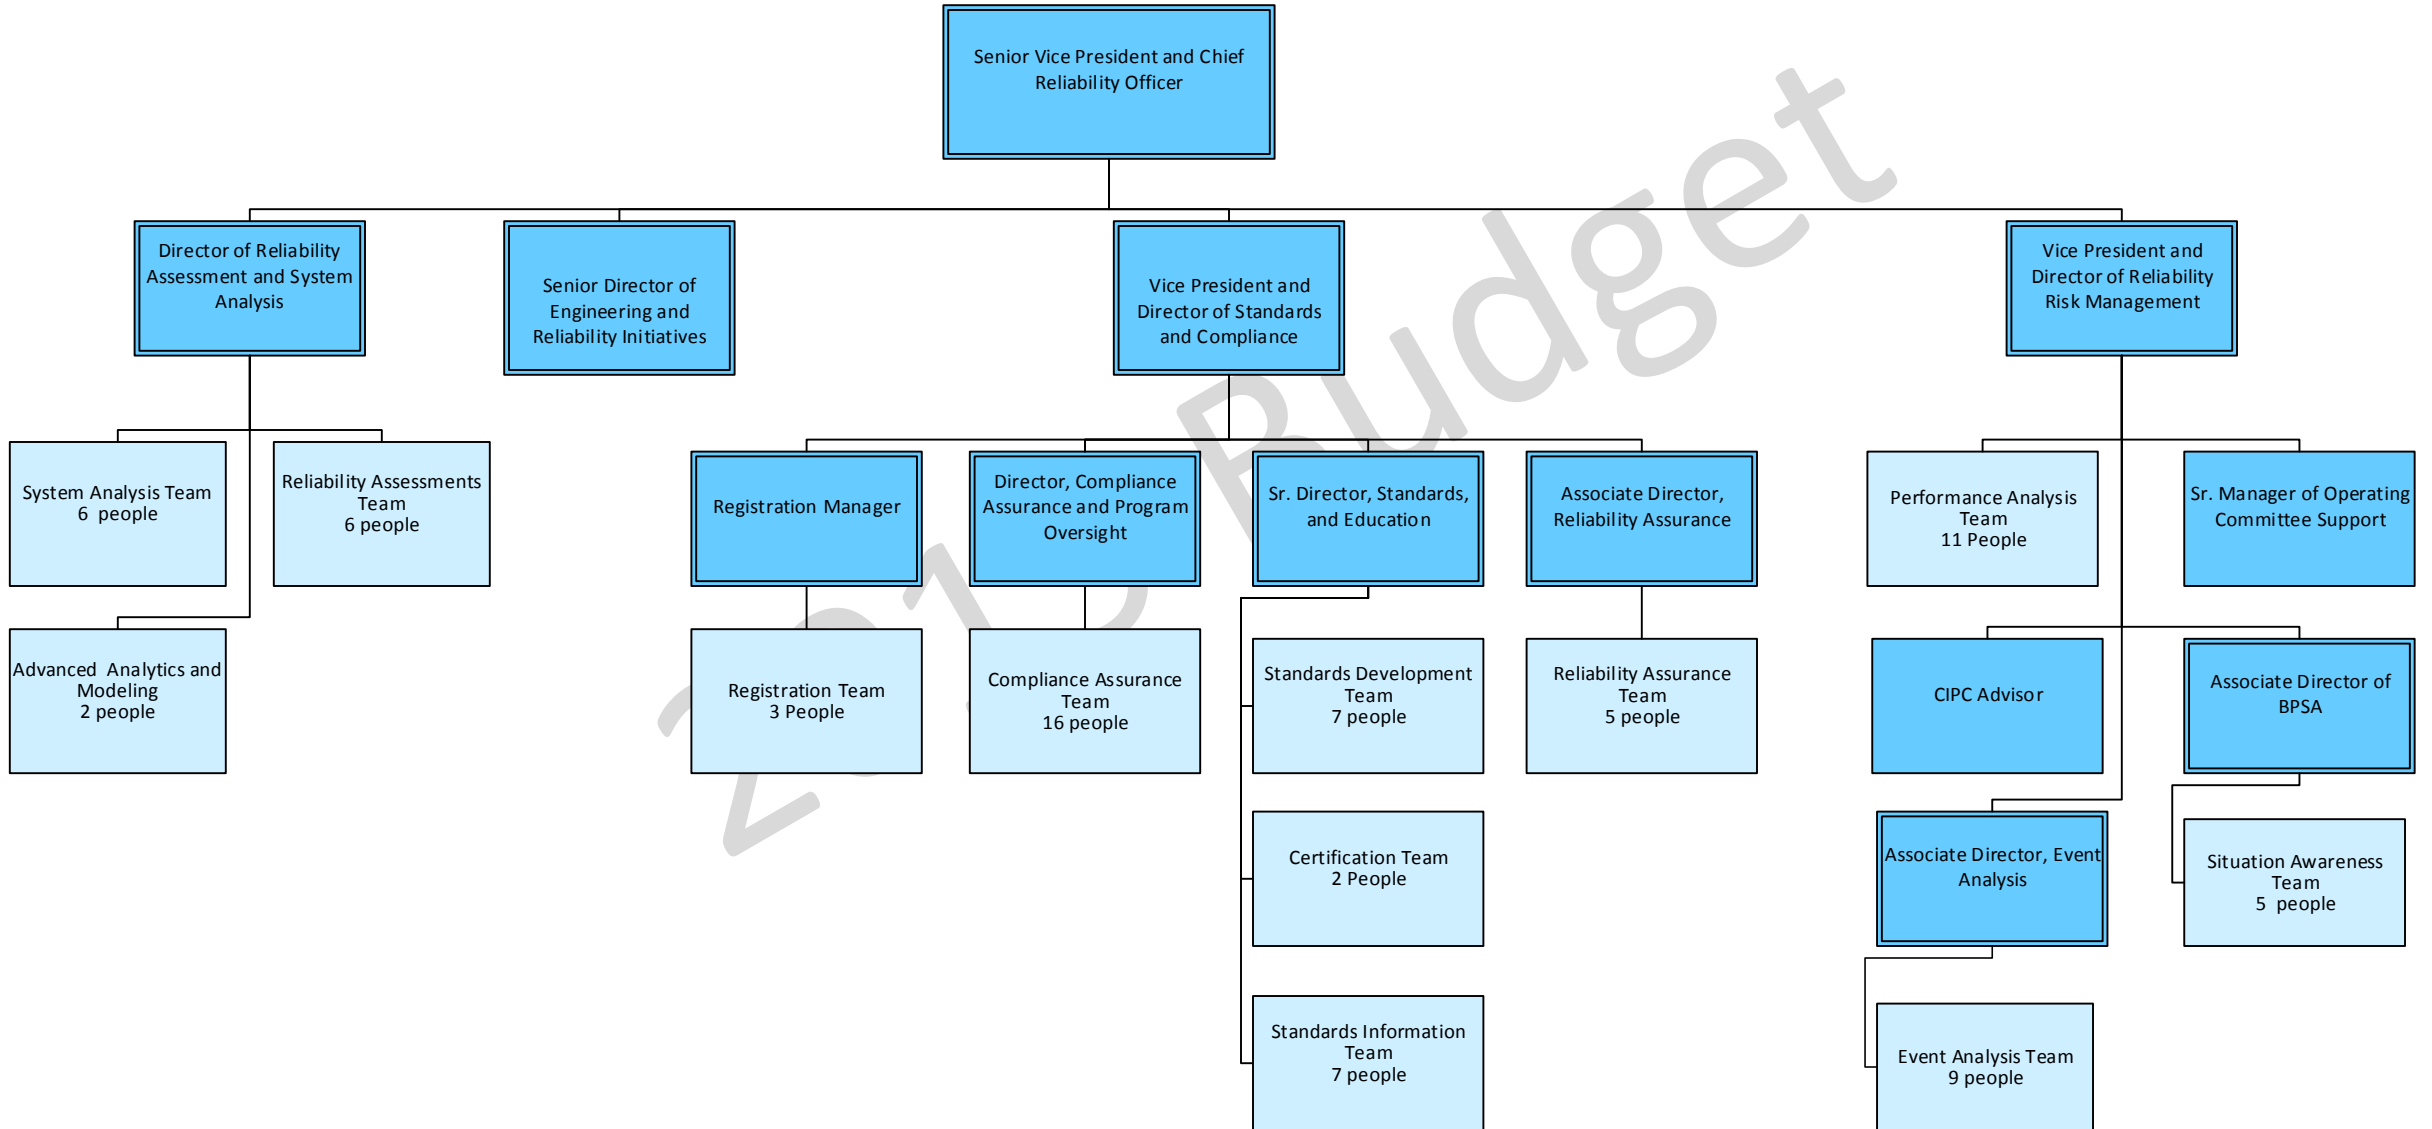 Senior Vice President and Chief
Reliability Officer
Director of Reliability
Assessment and System
Analysis
Senior Director of
Engineering and
Reliability Initiatives
Vice President and
Director of Standards
and Compliance
Vice President and
Director of Reliability
Risk Management
System Analysis Team
6 people
Reliability Assessments
Team
6 people
Registration Manager
Director, Compliance
Assurance and Program
Oversight
Sr. Director, Standards,
and Education
Associate Director,
Reliability Assurance
Performance Analysis
Team
11 People
Sr. Manager of Operating
Committee Support
Advanced Analytics and
Modeling
2 people
Registration Team
3 People
Compliance Assurance
Team
16 people
Standards Development
Team
7 people
Reliability Assurance
Team
5 people
CIPC Advisor
Associate Director of
BPSA
Certification Team
2 People
Associate Director, Event
Analysis
Situation Awareness
Team
5 people
Standards Information
Team
7 people
Event Analysis Team
9 people
Budget